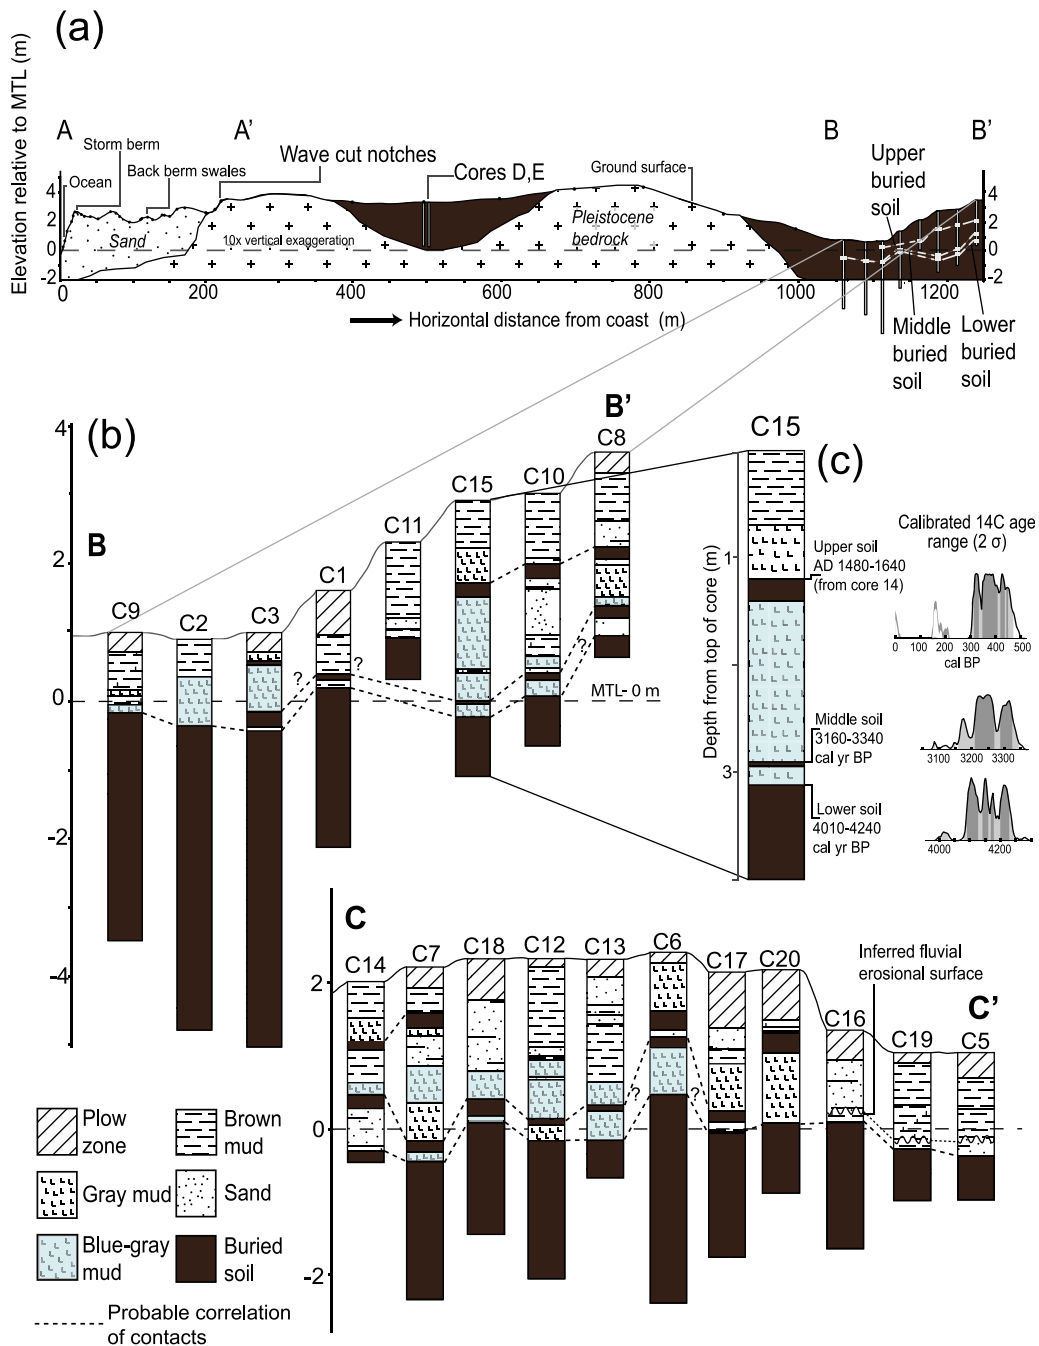 (a)
Elevation relative to MTL (m)
A
A'
B
B'
Storm berm
Wave cut notches
Upper
buried
soil
Back berm swales
Cores D,E
Ground surface
Ocean
4
2
0
-2
Sand
10x vertical exaggeration
Pleistocene
bedrock
4
2
0
-2
0
200
400
600
800
1000
1200
Horizontal distance from coast (m)
Middle
buried
soil
Lower
buried
soil
(b)
4
2
0
-2
-4
B
B'
C9
C2
C3
C1
C11
C15
C10
C8
?
?
?
MTL- 0 m
C15
(c)
Depth from top of core (m)
1
3
Upper soil
AD 1480-1640
(from core 14)
Middle soil
3160-3340
cal yr BP
Lower soil
4010-4240
cal yr BP
Calibrated 14C age
range (2 σ)
0
100
200
300
400
500
cal BP
3100
3200
3300
4000
4200
C
C'
2
0
-2
C14
C7
C18
C12
C13
C6
C17
C20
C16
C19
C5
?
?
Inferred fluvial
erosional surface
Plow
zone
Brown
mud
Gray mud
Sand
Blue-gray
mud
Buried
soil
Probable correlation
of contacts